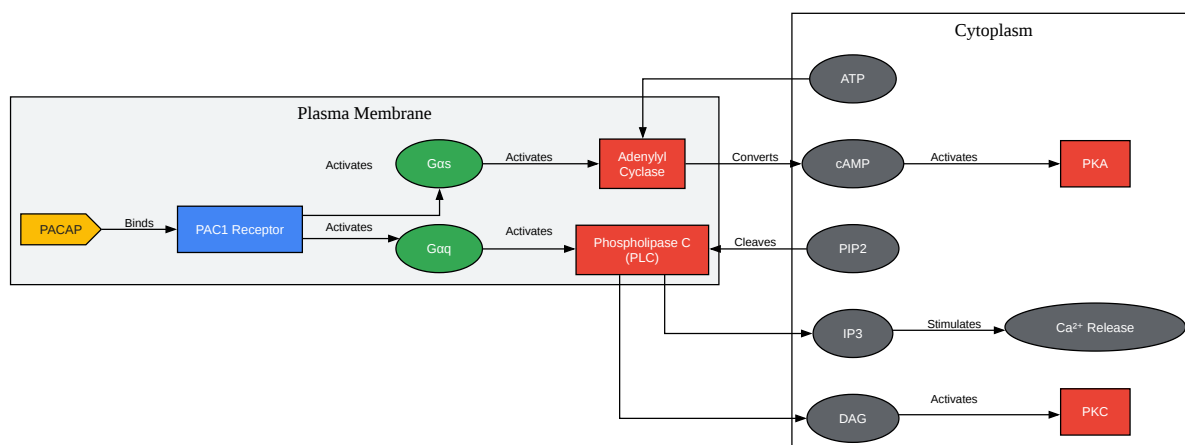 Cytoplasm
ATP
Plasma Membrane
Activates
Gαs
Activates
Adenylyl
Cyclase
Converts
cAMP
Activates
PKA
PACAP
Binds
PAC1 Receptor
Activates
Gαq
Activates
Phospholipase C
(PLC)
Cleaves
PIP2
IP3
Stimulates
Ca²⁺ Release
DAG
Activates
PKC